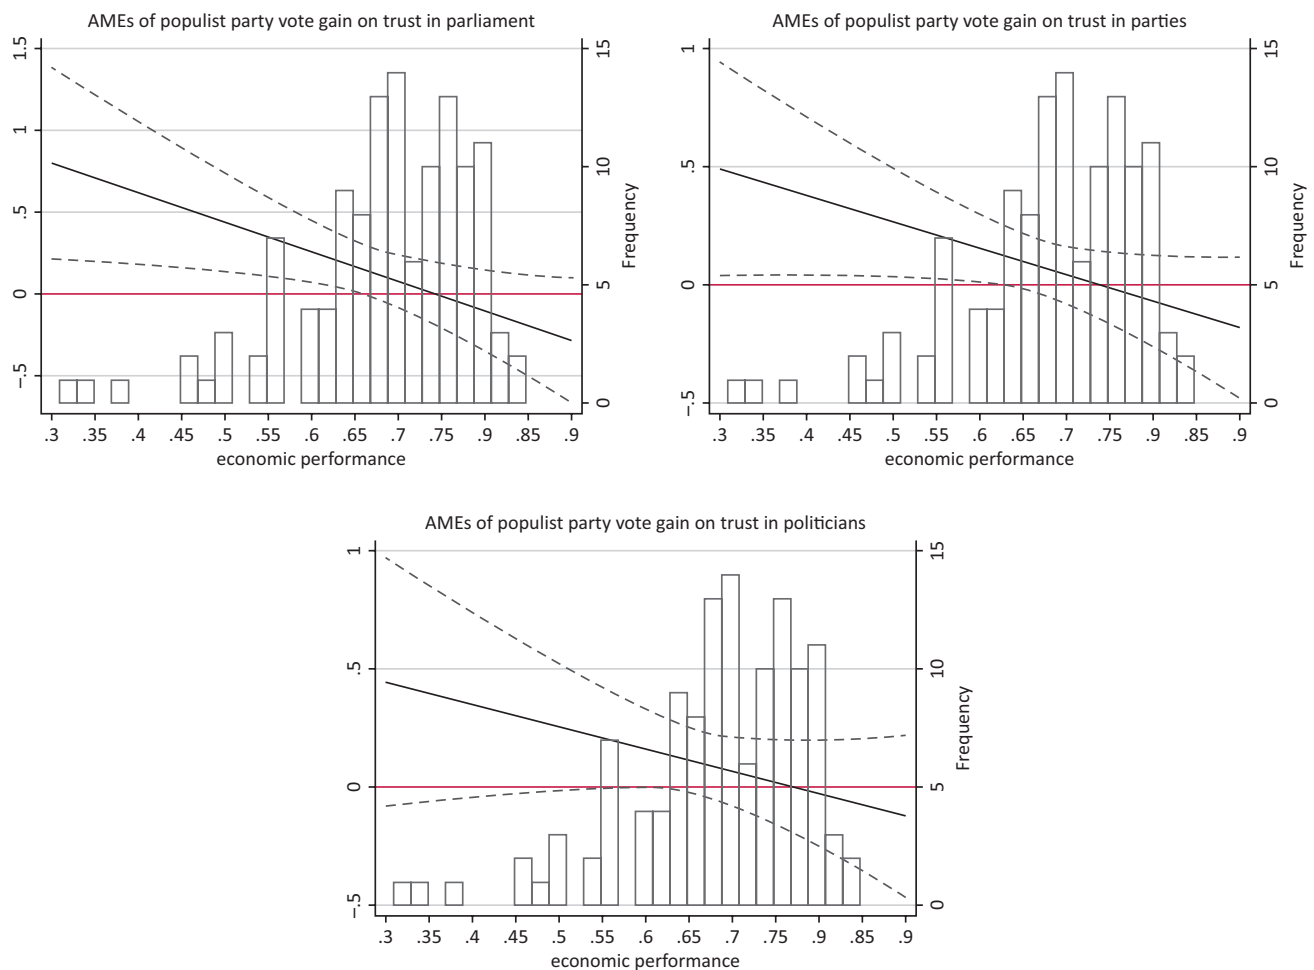 AMEs of populist party vote gain on trust in parliament
1.5
1
.5
0
−.5
15
10
5
0
Frequency
.3 .35 .4 .45 .5 .55 .6 .65 .7 .75 .9 .85 .9
economic performance
AMEs of populist party vote gain on trust in parties
1
.5
0
−.5
15
10
5
0
Frequency
.3 .35 .4 .45 .5 .55 .6 .65 .7 .75 .9 .85 .9
economic performance
AMEs of populist party vote gain on trust in politicians
1
.5
0
−.5
15
10
5
0
Frequency
.3 .35 .4 .45 .5 .55 .6 .65 .7 .75 .9 .85 .9
economic performance